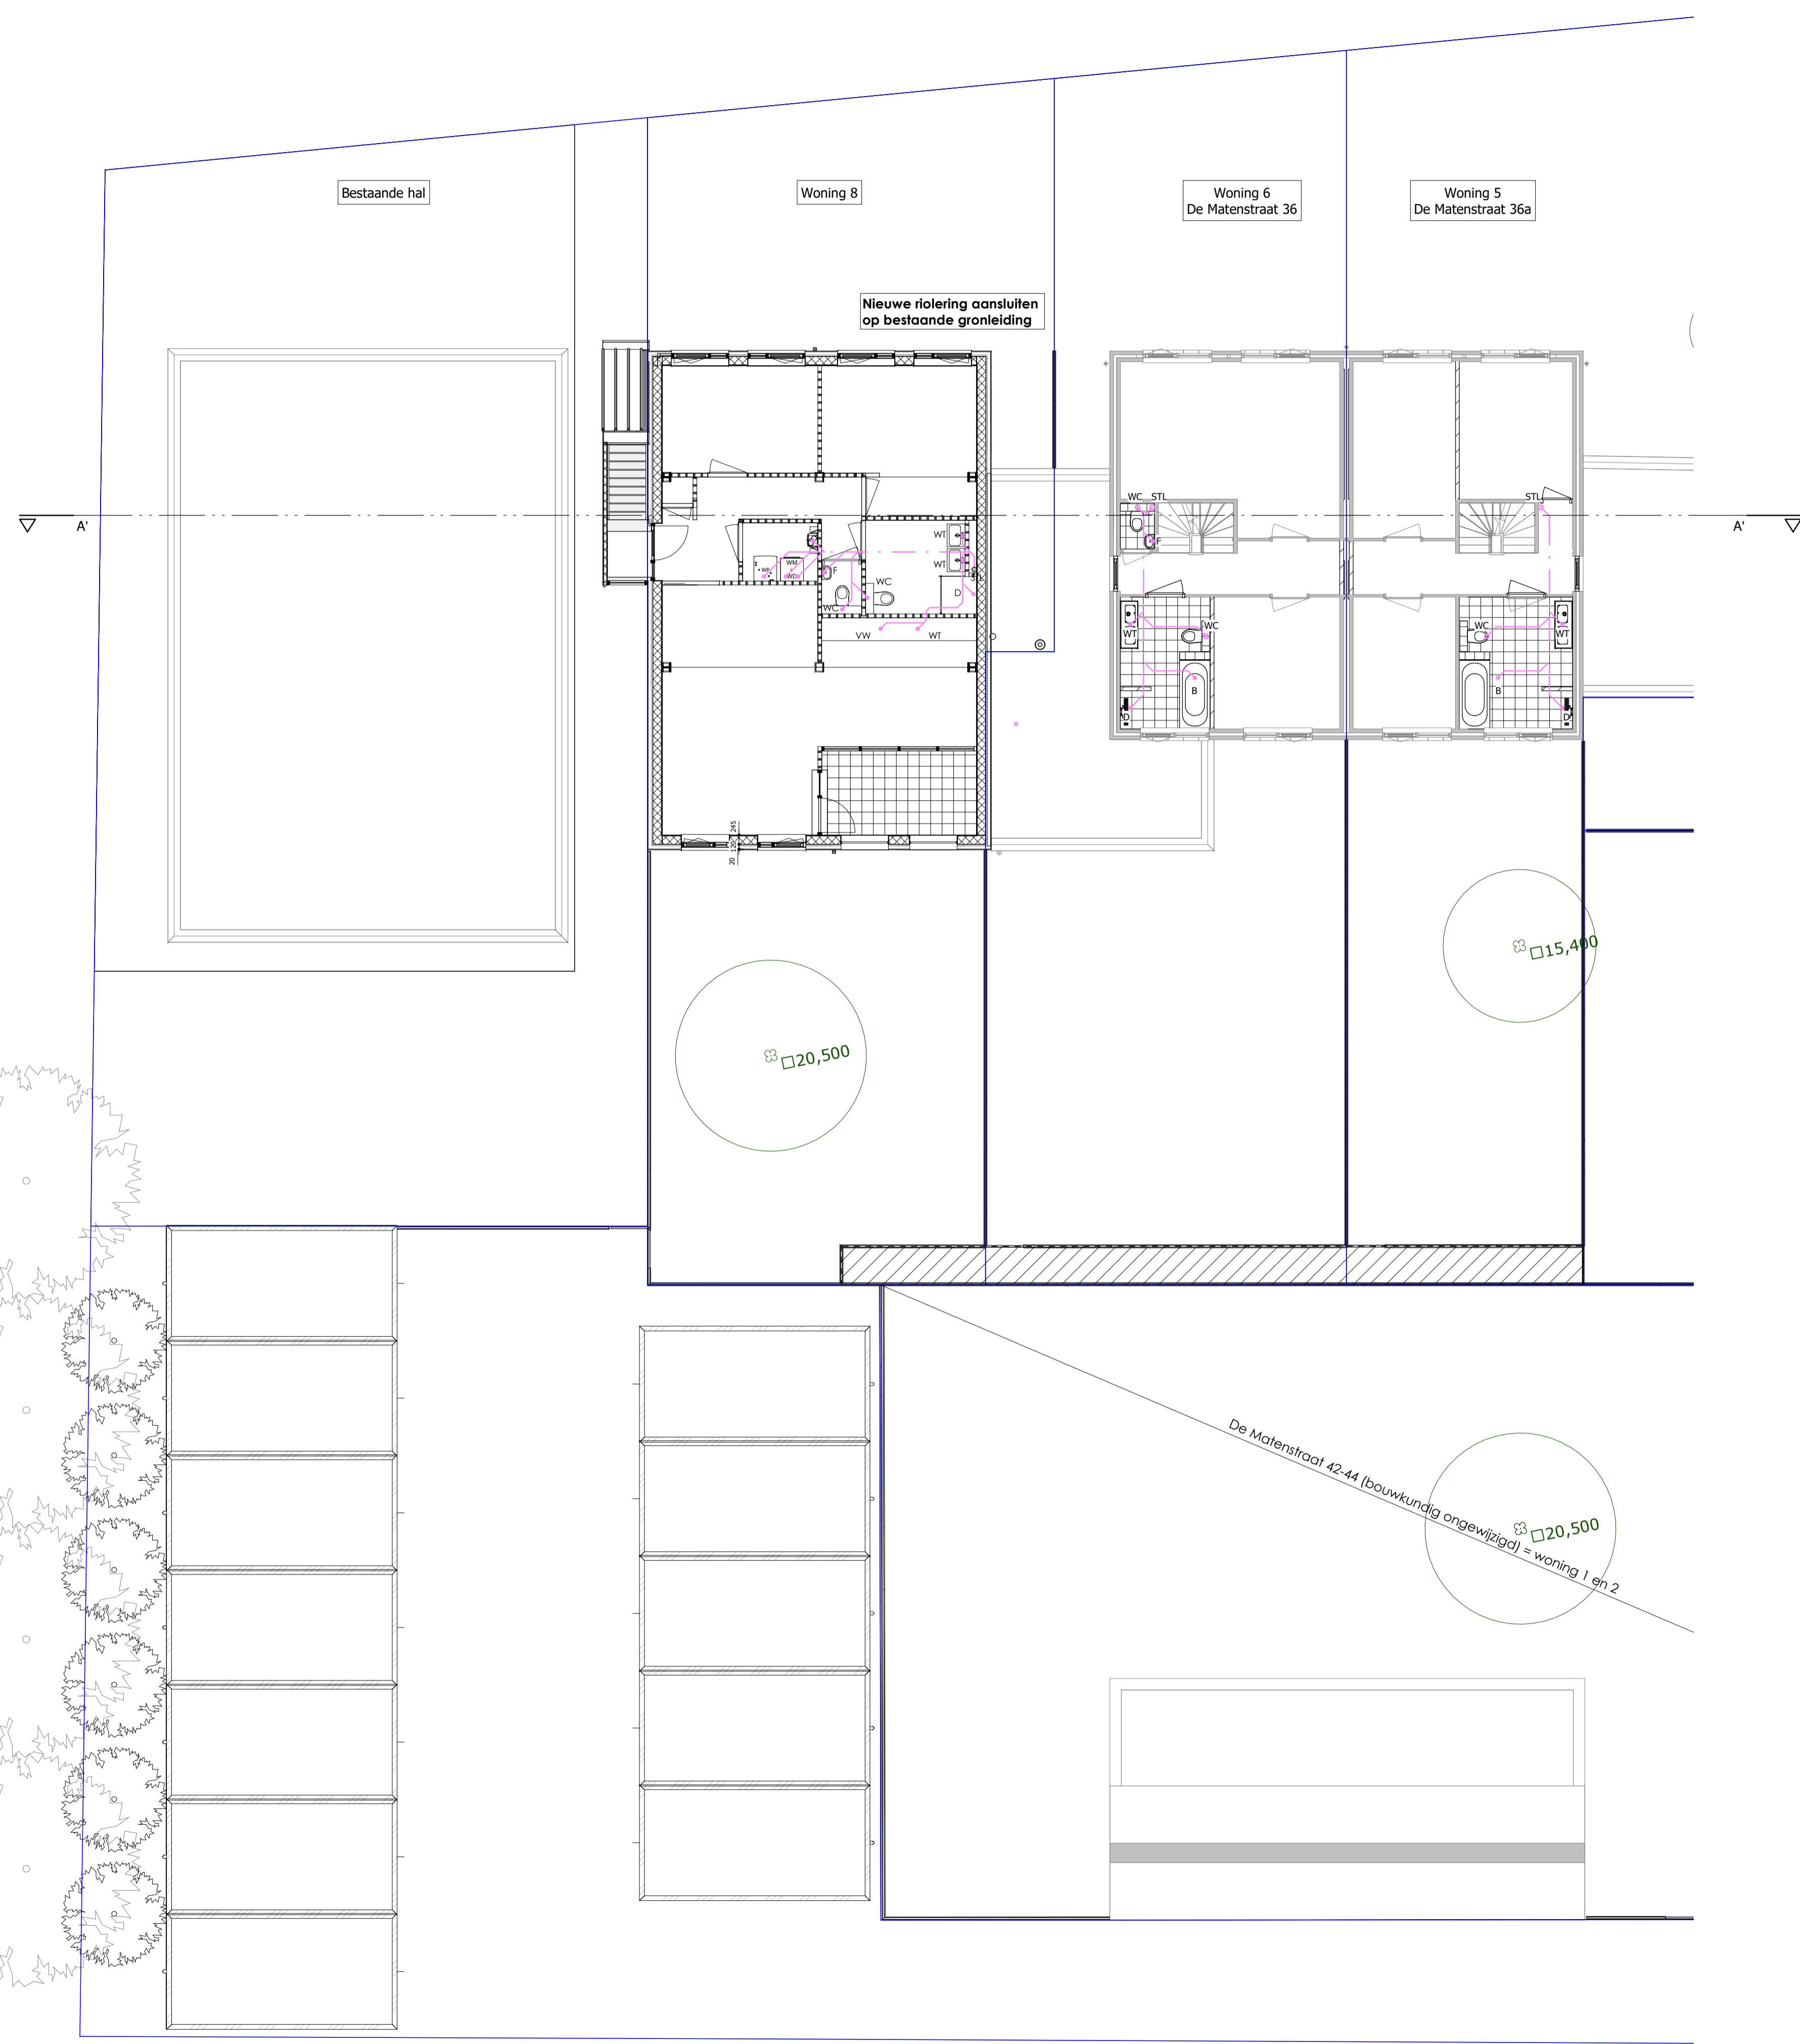 Bestaande hal
Woning 8
Woning 6
De Matenstraat 36
Woning 5
De Matenstraat 36a
Nieuwe riolering aansluiten
op bestaande gronleiding
A'
A'
WC STL
STL
F
WT
WT
WM
WD
F
WC
WC
D
VW
WT
WT
WC
B
D
WC
WT
B
D
20 120 245
15,400
20,500
De Matenstraat 42-44 (bouwkundig ongewijzigd) = woning 1 en 2
20,500